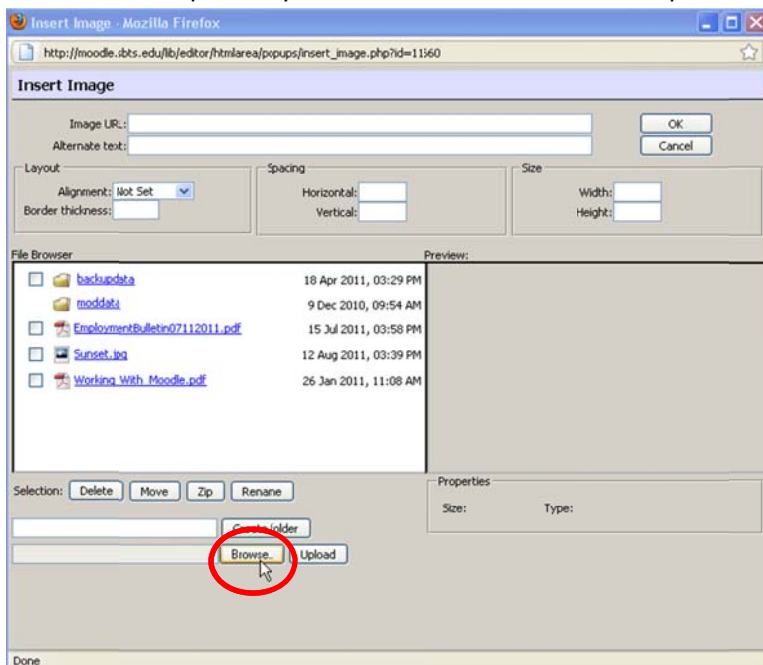 Insert Image - Mozilla Firefox
http://moodle.sbts.edu/lib/editor/htmlarea/popups/insert_image.php?id=11560
Insert Image
Image URL: OK
Alternate text: Cancel
Layout Spacing Size
Alignment: Not Set Horizontal: Width:
Border thickness: Vertical: Height:
File Browser Preview:
backupdata 18 Apr 2011, 03:29 PM
moddata 9 Dec 2010, 09:54 AM
EmploymentBulletin07112011.pdf 15 Jul 2011, 03:58 PM
Sunset.jpg 12 Aug 2011, 03:39 PM
Working With Moodle.pdf 26 Jan 2011, 11:08 AM
Selection: Delete Move Zip Rename Properties
Size: Type:
Create folder
Browse.. Upload
Done